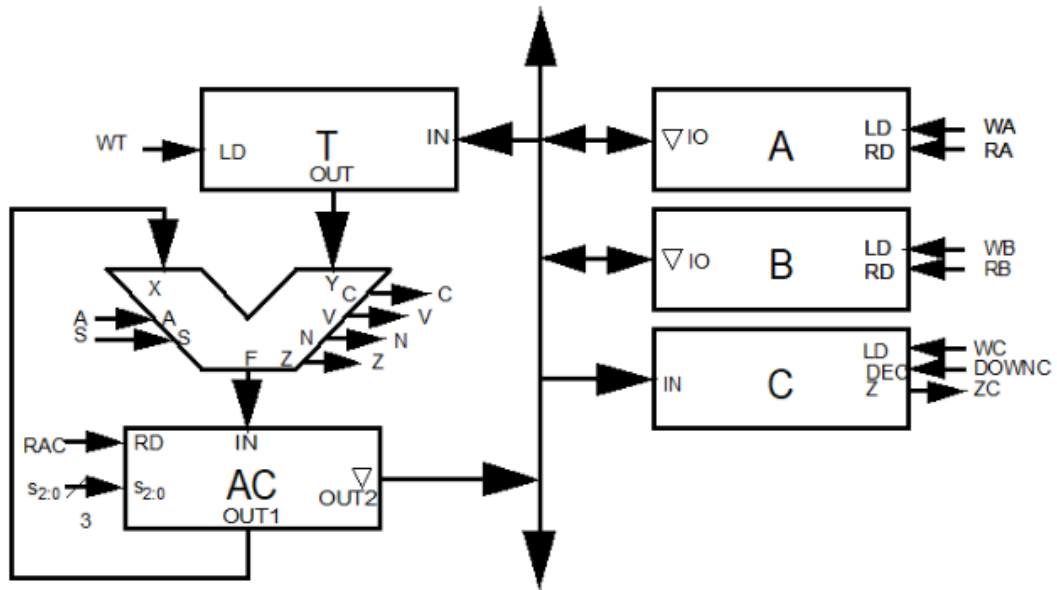 WT
LD
T
IN
OUT
▽ IO
A
LD
RD
WA
RA
▽ IO
B
LD
RD
WB
RB
X
Y
A
S
A
S
C
V
N
Z
C
V
N
Z
F
IN
C
LD
DEC
Z
WC
DOWNC
ZC
RAC
RD
IN
s2:0
3
s2:0
AC
OUT1
▽
OUT2